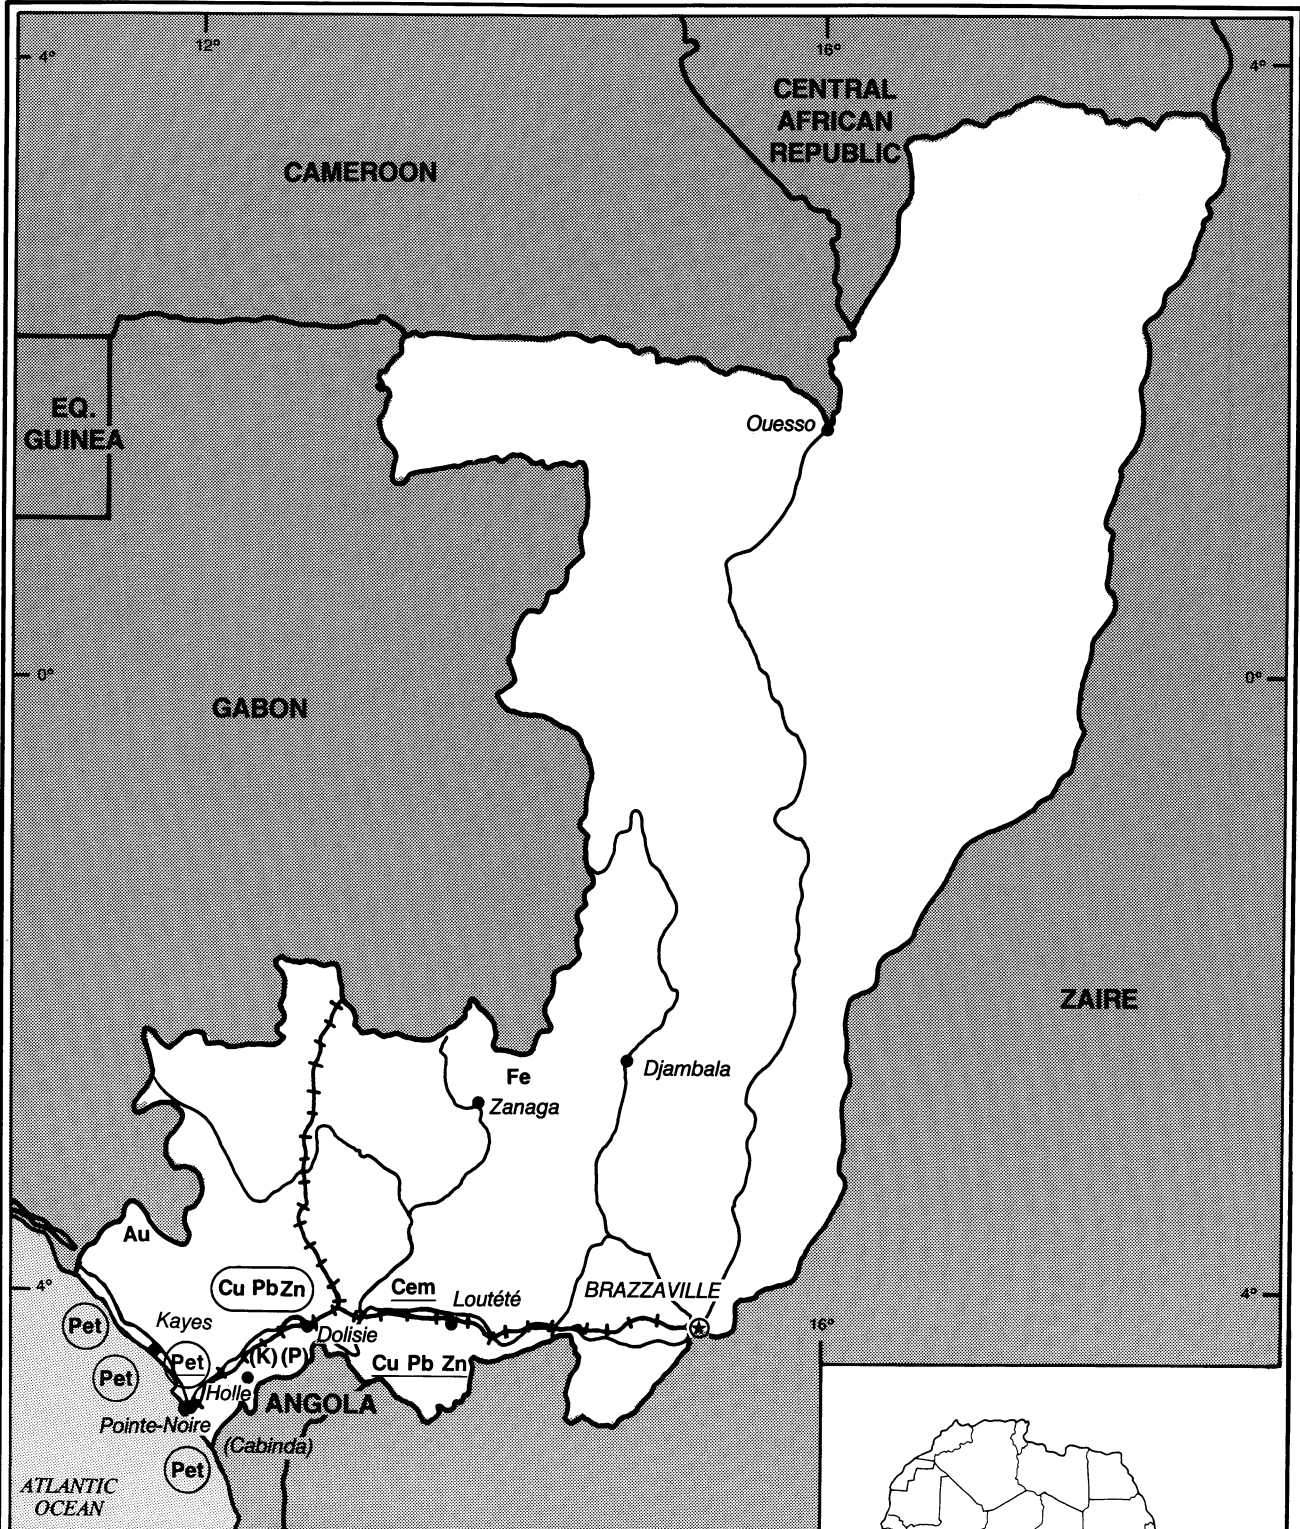 12°
16°
4°
4°
CENTRAL
AFRICAN
REPUBLIC
CAMEROON
EQ.
GUINEA
Ouesso
0°
0°
GABON
ZAIRE
Djambala
Fe
Zanaga
Au
4°
Cu Pb Zn
Cem
BRAZZAVILLE
4°
Loutété
Kayes
Pet
Dolisie
16°
Pet
(K) (P)
Cu Pb Zn
Pet
Holle
ANGOLA
Pointe-Noire
(Cabinda)
Pet
ATLANTIC
OCEAN